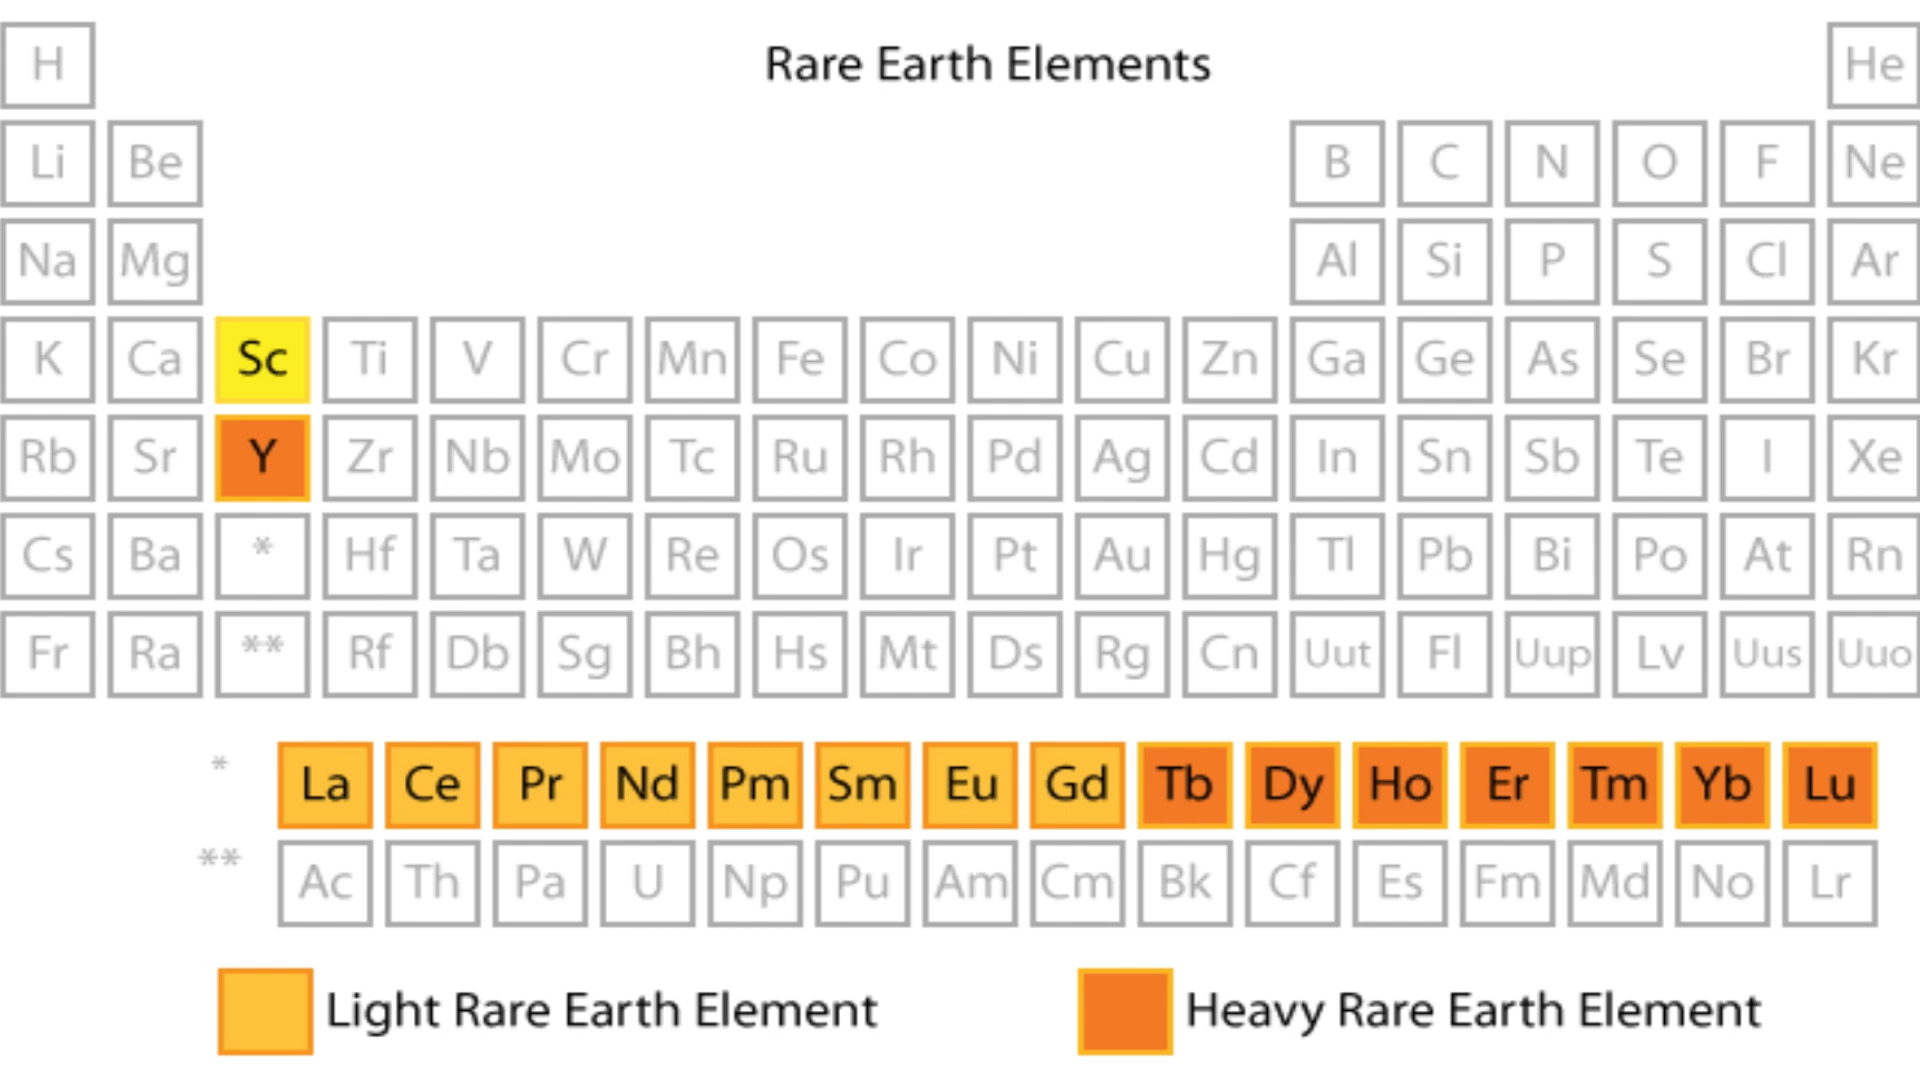 Rare Earth Elements
H He
Li Be B C N O F Ne
Na Mg Al Si P S Cl Ar
K Ca Sc Ti V Cr Mn Fe Co Ni Cu Zn Ga Ge As Se Br Kr
Rb Sr Y Zr Nb Mo Tc Ru Rh Pd Ag Cd In Sn Sb Te I Xe
Cs Ba * Hf Ta W Re Os Ir Pt Au Hg Tl Pb Bi Po At Rn
Fr Ra ** Rf Db Sg Bh Hs Mt Ds Rg Cn Uut Fl Uup Lv Uus Uuo
* La Ce Pr Nd Pm Sm Eu Gd Tb Dy Ho Er Tm Yb Lu
** Ac Th Pa U Np Pu Am Cm Bk Cf Es Fm Md No Lr
Light Rare Earth Element Heavy Rare Earth Element